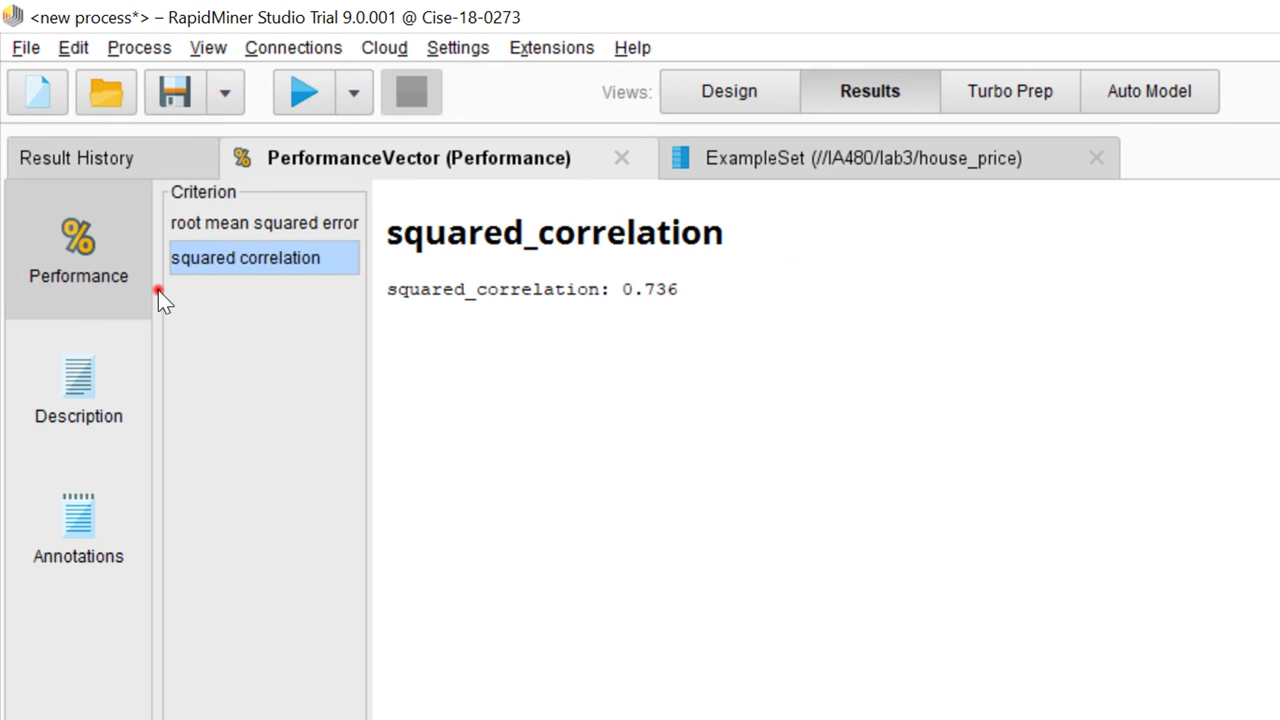 <new process*> – RapidMiner Studio Trial 9.0.001 @ Cise-18-0273
File Edit Process View Connections Cloud Settings Extensions Help
Views: Design Results Turbo Prep Auto Model
Result History % PerformanceVector (Performance) ExampleSet (//IA480/lab3/house_price)
Criterion
root mean squared error
squared correlation
%
Performance
Description
Annotations
squared_correlation
squared_correlation: 0.736